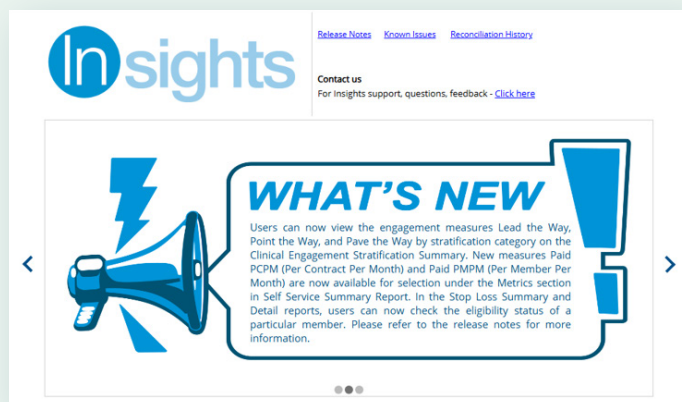 Insights
Release Notes Known Issues Reconciliation History
Contact us
For Insights support, questions, feedback - Click here
WHAT'S NEW
Users can now view the engagement measures Lead the Way,
Point the Way, and Pave the Way by stratification category on the
Clinical Engagement Stratification Summary. New measures Paid
PCPM (Per Contract Per Month) and Paid PMPM (Per Member Per
Month) are now available for selection under the Metrics section
in Self Service Summary Report. In the Stop Loss Summary and
Detail reports, users can now check the eligibility status of a
particular member. Please refer to the release notes for more
information.